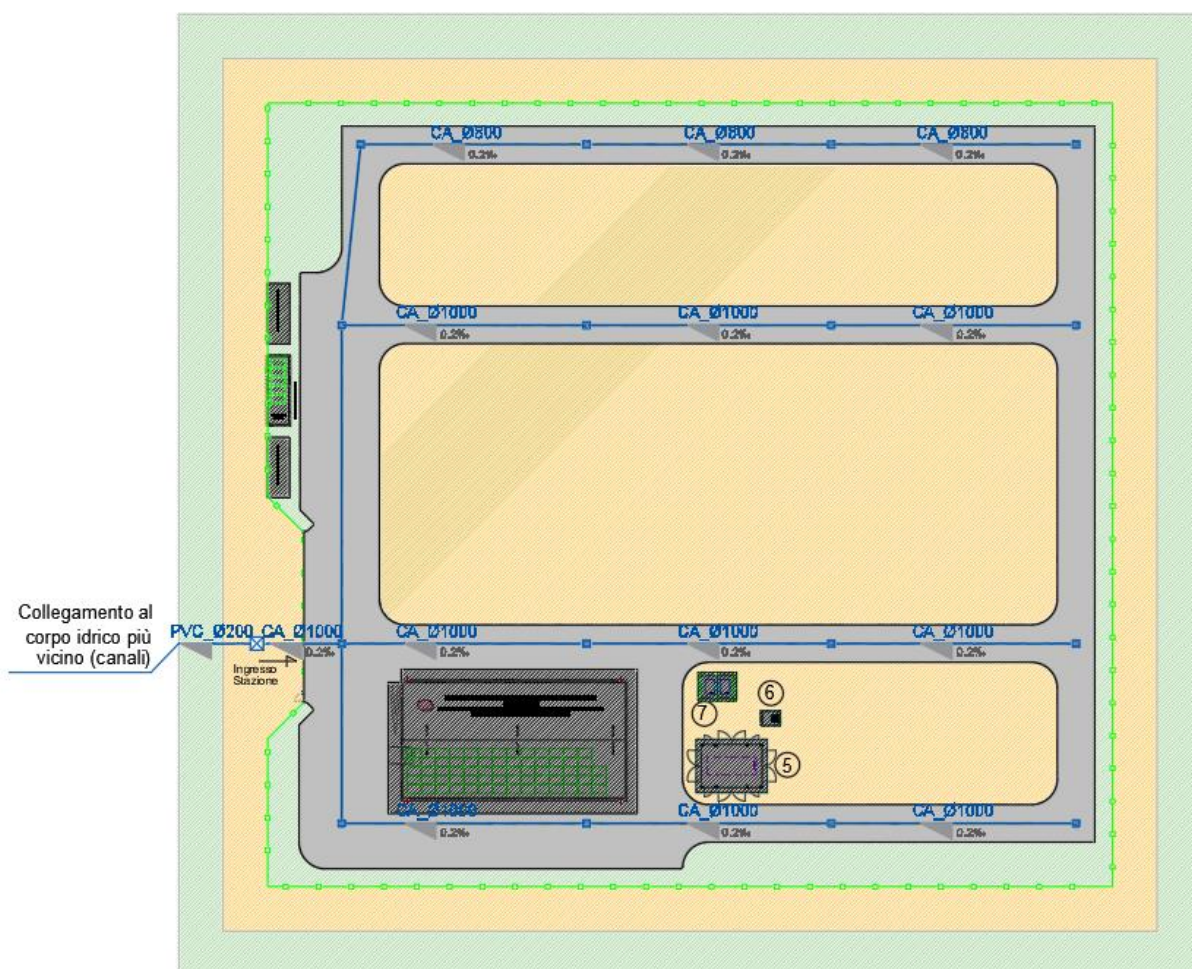 CA_Ø800 CA_Ø800 CA_Ø800
0.2‰ 0.2‰ 0.2‰
CA_Ø1000 CA_Ø1000 CA_Ø1000
0.2‰ 0.2‰ 0.2‰
Collegamento al
corpo idrico più
vicino (canali)
PVC_Ø200 CA_Ø1000 CA_Ø1000 CA_Ø1000 CA_Ø1000
0.2‰ 0.2‰ 0.2‰ 0.2‰
Ingresso
Stazione
6
7
5
CA_Ø1000 CA_Ø1000 CA_Ø1000
0.2‰ 0.2‰ 0.2‰